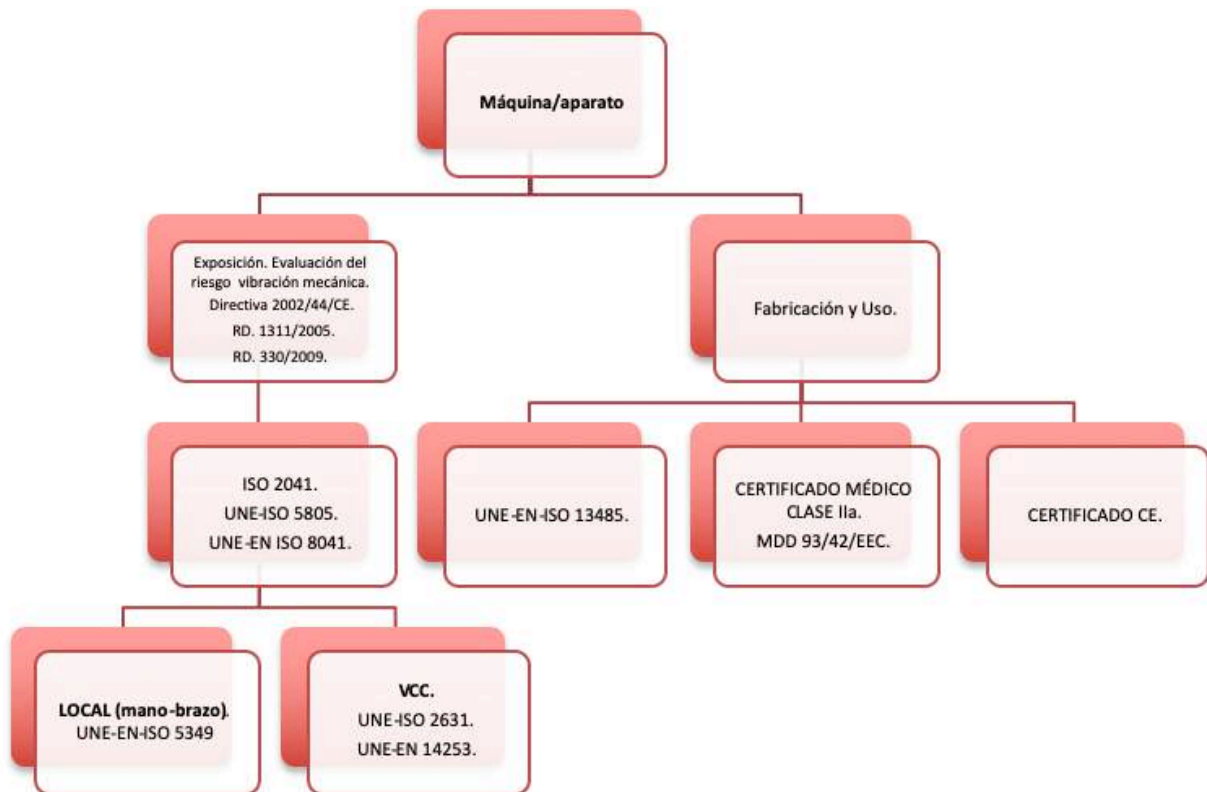 Máquina/aparato
Exposición. Evaluación del
riesgo vibración mecánica.
Directiva 2002/44/CE.
RD. 1311/2005.
RD. 330/2009.
Fabricación y Uso.
ISO 2041.
UNE-ISO 5805.
UNE-EN ISO 8041.
UNE-EN-ISO 13485.
CERTIFICADO MÉDICO
CLASE IIa.
MDD 93/42/EEC.
CERTIFICADO CE.
LOCAL (mano-brazo).
UNE-EN-ISO 5349
VCC.
UNE-ISO 2631.
UNE-EN 14253.